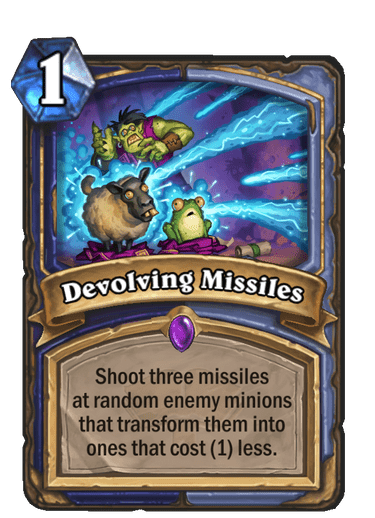 1
Devolving Missiles
Shoot three missiles
at random enemy minions
that transform them into
ones that cost (1) less.